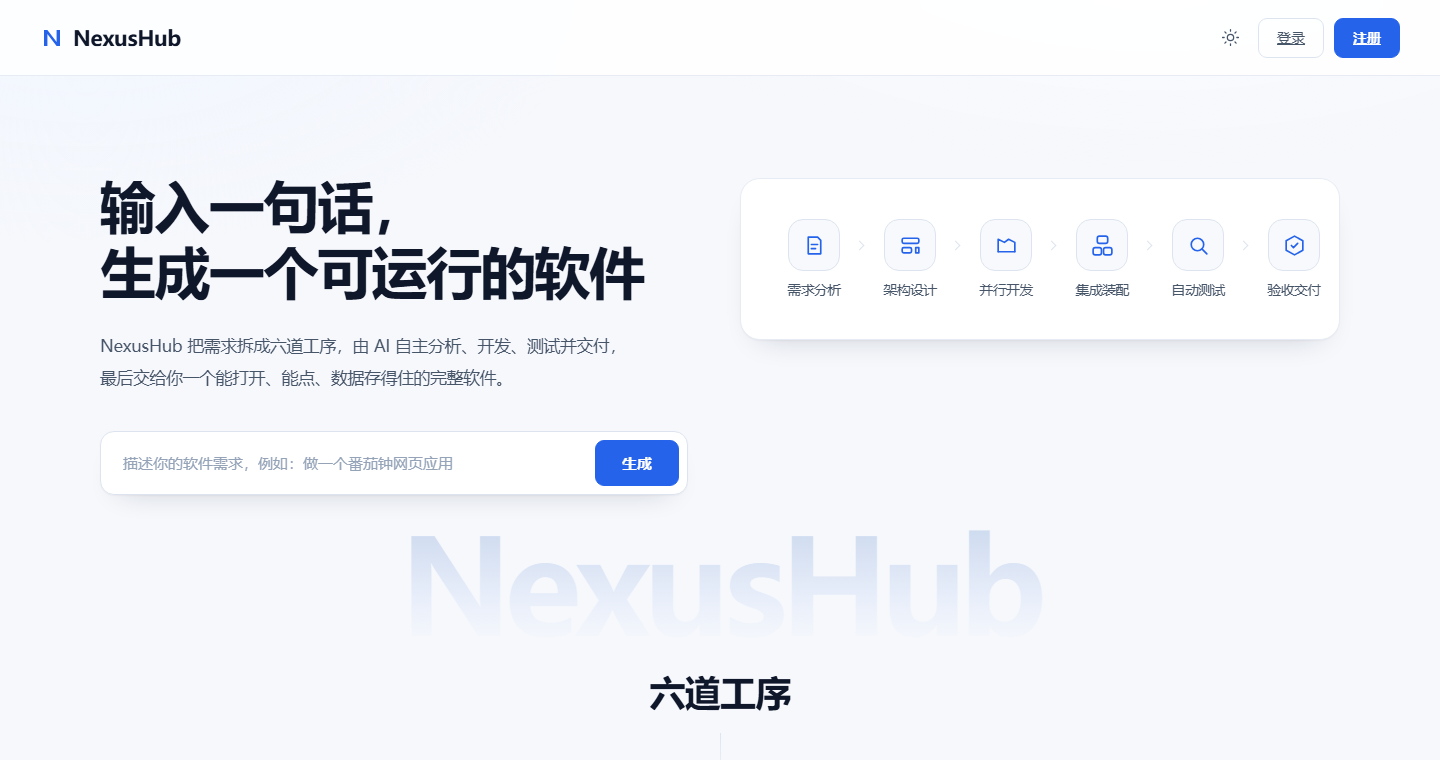 N NexusHub
登录
注册
输入一句话，
生成一个可运行的软件
NexusHub 把需求拆成六道工序，由 AI 自主分析、开发、测试并交付，
最后交给你一个能打开、能点、数据存得住的完整软件。
描述你的软件需求，例如：做一个番茄钟网页应用
生成
需求分析
架构设计
并行开发
集成装配
自动测试
验收交付
NexusHub
六道工序